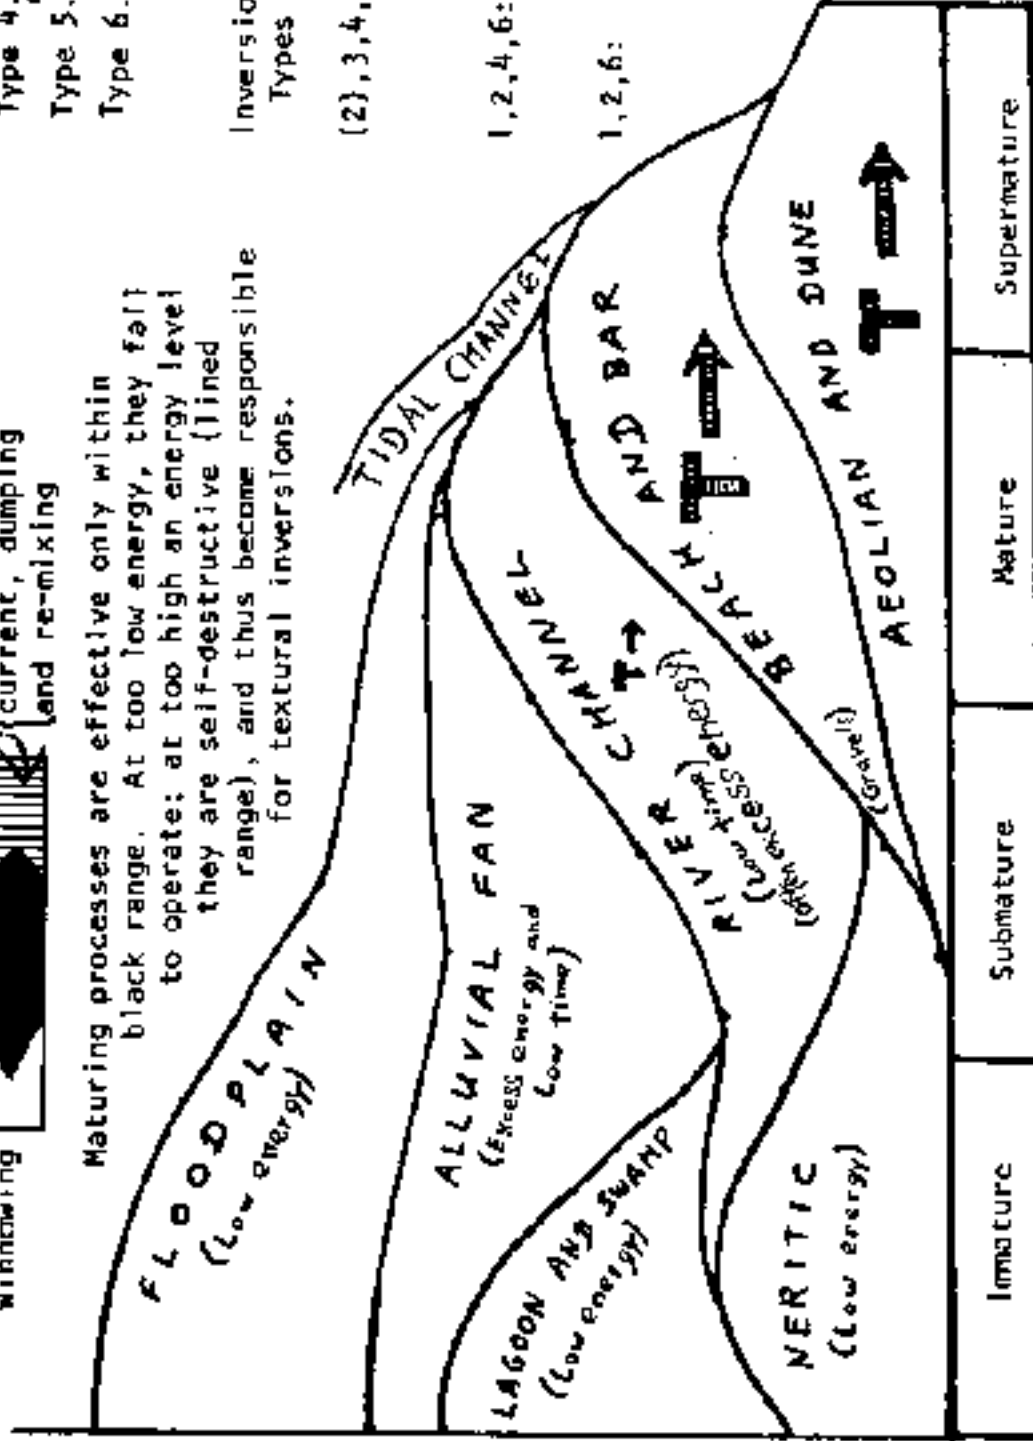 winnowing
(current, dumping
and re-mixing
Type 4.
Type 5.
Type 6.
Maturing processes are effective only within
black range. At too low energy, they fail
to operate; at too high an energy level
they are self-destructive (lined
range), and thus become responsible
for textural inversions.
Inversio
Types
(2),3,4,
1,2,4,6:
1,2,6:
FLOODPLAIN
(Low energy)
ALLUVIAL FAN
(Excess energy and
Low Time)
TIDAL CHANNEL
LAGOON AND SWAMP
(Low energy)
RIVER CHANNEL
(Low time)
(often excess energy)
T
BEACH AND BAR
T
(Gravels)
NERITIC
(Low energy)
AEOLIAN AND DUNE
T
Immature
Submature
Mature
Supermature